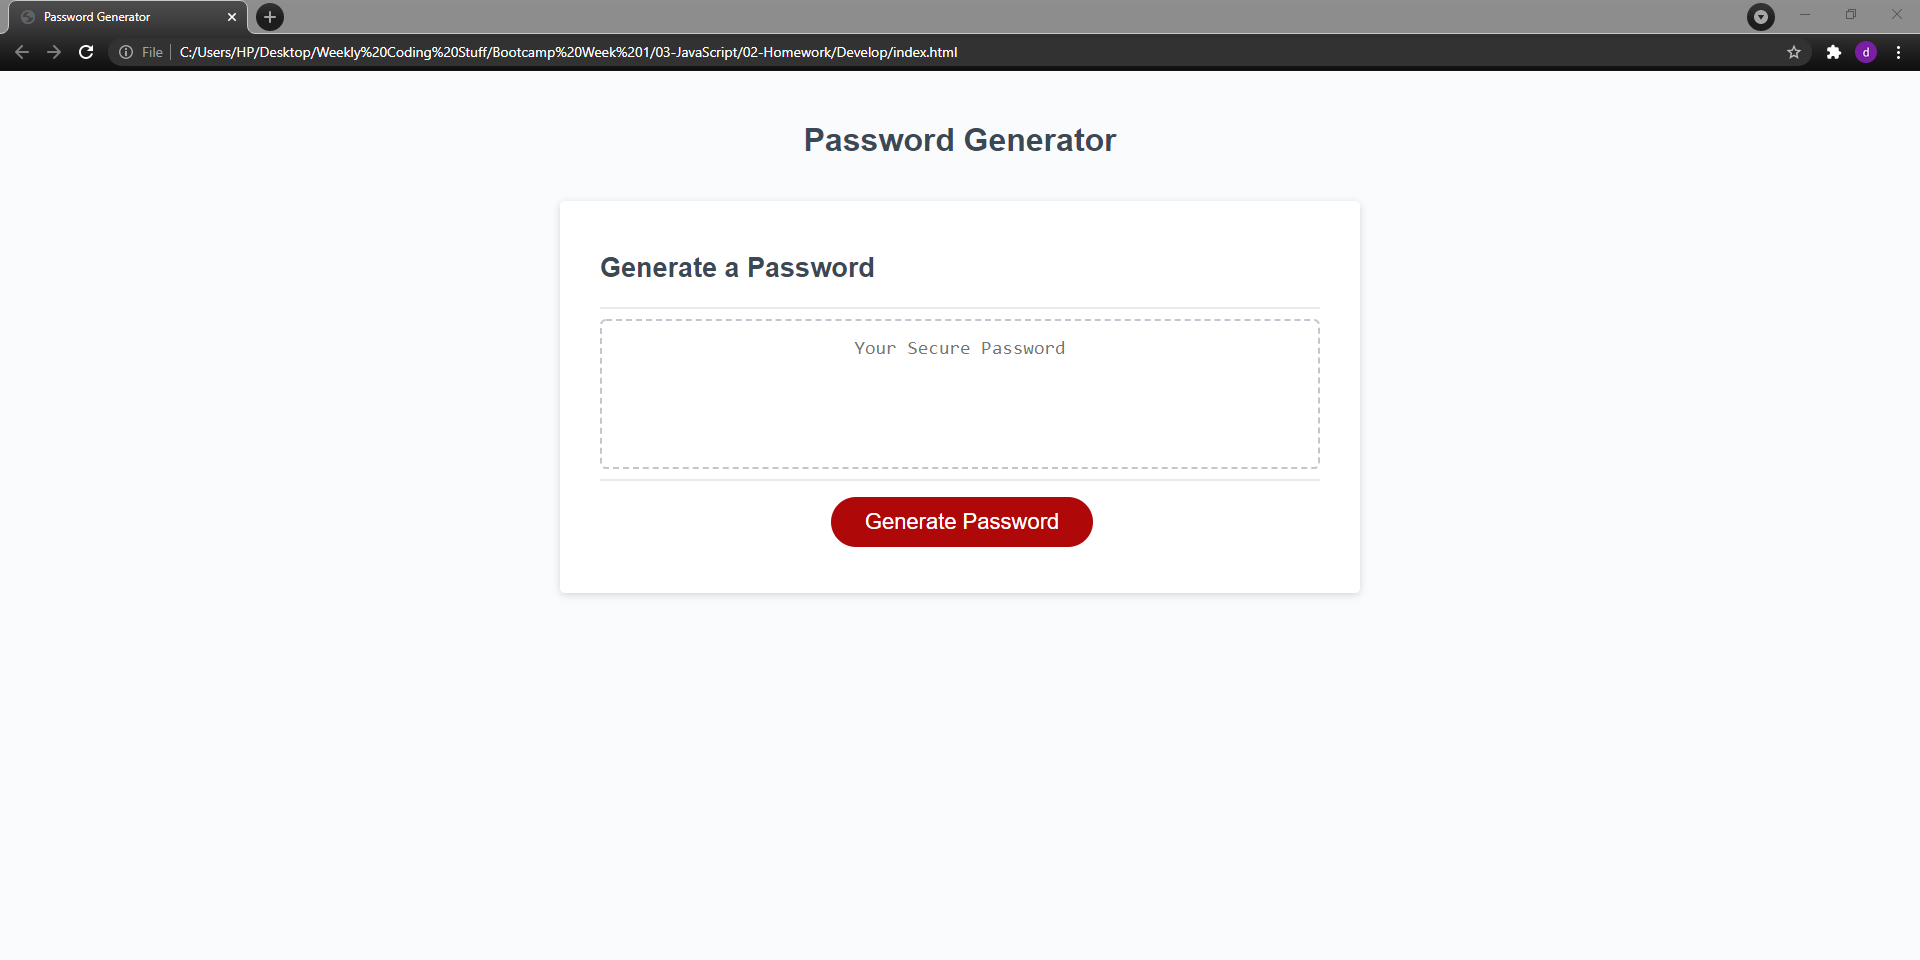 Password Generator
File C:/Users/HP/Desktop/Weekly%20Coding%20Stuff/Bootcamp%20Week%201/03-JavaScript/02-Homework/Develop/index.html
d
Password Generator
Generate a Password
Your Secure Password
Generate Password